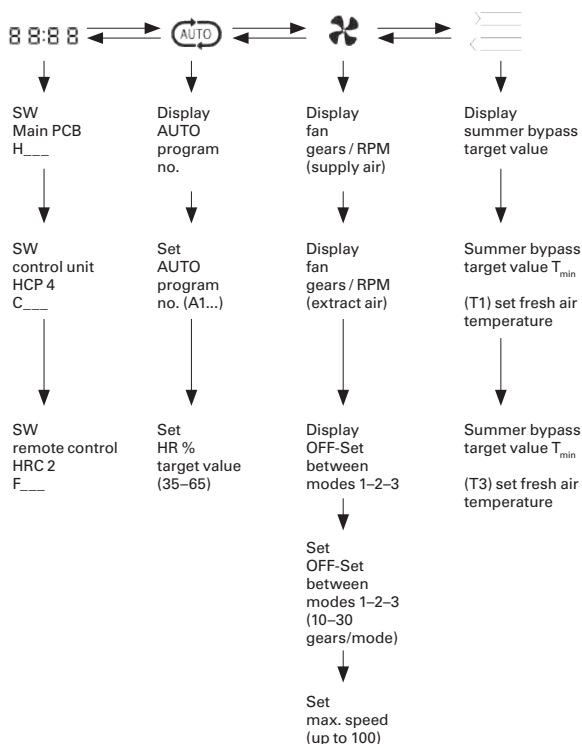 88:88
AUTO
SW
Main PCB
H___
SW
control unit
HCP 4
C___
SW
remote control
HRC 2
F___
Display
AUTO
program
no.
Set
AUTO
program
no. (A1...)
Set
HR %
target value
(35–65)
Display
fan
gears / RPM
(supply air)
Display
fan
gears / RPM
(extract air)
Display
OFF-Set
between
modes 1–2–3
Set
OFF-Set
between
modes 1–2–3
(10–30
gears/mode)
Set
max. speed
(up to 100)
Display
summer bypass
target value
Summer bypass
target value Tmin
(T1) set fresh air
temperature
Summer bypass
target value Tmin
(T3) set fresh air
temperature